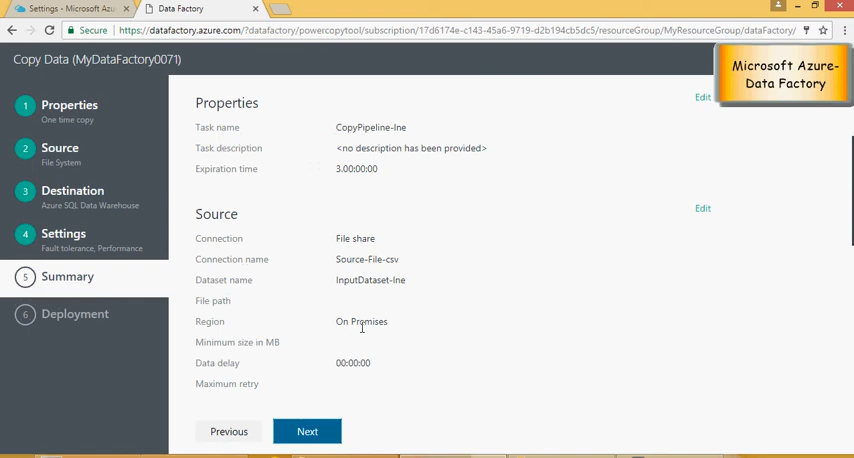 Settings - Microsoft Azu
Data Factory
Secure
https://datafactory.azure.com/?datafactory/powercopytool/subscription/17d6174e-c143-45a6-9719-d2b194cb5dc5/resourceGroup/MyResourceGroup/dataFactory/
Copy Data (MyDataFactory0071)
Microsoft Azure-
Data Factory
1 Properties
One time copy
2 Source
File System
3 Destination
Azure SQL Data Warehouse
4 Settings
Fault tolerance, Performance
5 Summary
6 Deployment
Properties
Edit
Task name CopyPipeline-lne
Task description <no description has been provided>
Expiration time 3.00:00:00
Source
Edit
Connection File share
Connection name Source-File-csv
Dataset name InputDataset-lne
File path
Region On Premises
Minimum size in MB
Data delay 00:00:00
Maximum retry
Previous
Next